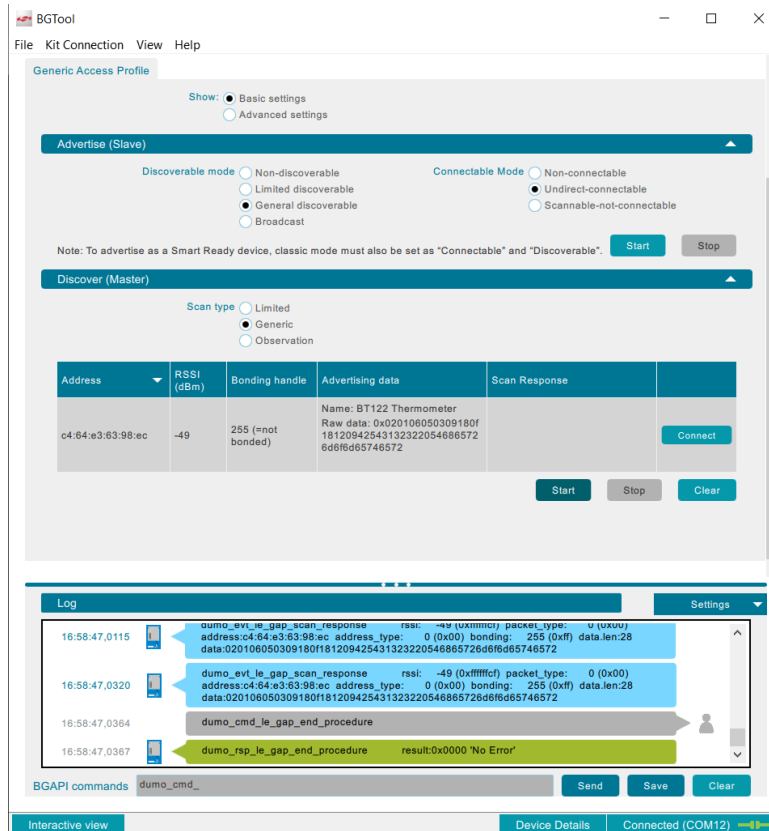 BGTool
File Kit Connection View Help
Generic Access Profile
Show: Basic settings
Advanced settings
Advertise (Slave)
Discoverable mode Non-discoverable Connectable Mode Non-connectable
Limited discoverable Undirect-connectable
General discoverable Scannable-not-connectable
Broadcast
Note: To advertise as a Smart Ready device, classic mode must also be set as “Connectable” and “Discoverable”. Start Stop
Discover (Master)
Scan type Limited
Generic
Observation
Address RSSI (dBm) Bonding handle Advertising data Scan Response
Name: BT122 Thermometer
c4:64:e3:63:98:ec -49 255 (=not bonded) Raw data: 0x020106050309180f Connect
18120942543132322054686572
6d6f6d65746572
Start Stop Clear
Log Settings
dumo_evt_le_gap_scan_response rssi: -49 (0xffffffcf) packet_type: 0 (0x00)
16:58:47,0115 address:c4:64:e3:63:98:ec address_type: 0 (0x00) bonding: 255 (0xff) data.len:28
data:020106050309180f181209425431323220546865726d6f6d65746572
dumo_evt_le_gap_scan_response rssi: -49 (0xffffffcf) packet_type: 0 (0x00)
16:58:47,0320 address:c4:64:e3:63:98:ec address_type: 0 (0x00) bonding: 255 (0xff) data.len:28
data:020106050309180f181209425431323220546865726d6f6d65746572
16:58:47,0364 dumo_cmd_le_gap_end_procedure
16:58:47,0367 dumo_rsp_le_gap_end_procedure result:0x0000 'No Error'
BGAPI commands dumo_cmd_ Send Save Clear
Interactive view Device Details Connected (COM12)